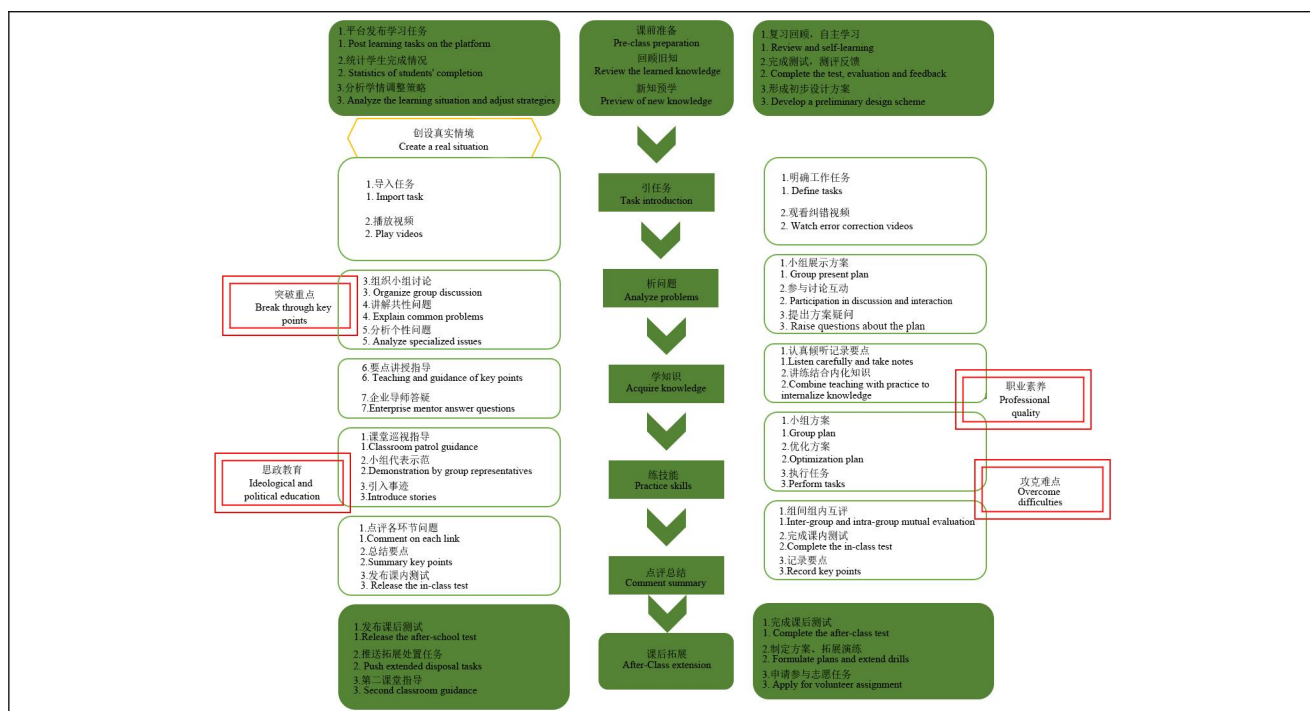 1.平台发布学习任务
1. Post learning tasks on the platform
2.统计学生完成情况
2. Statistics of students' completion
3.分析学情调整策略
3. Analyze the learning situation and adjust strategies
课前准备
Pre-class preparation
回顾旧知
Review the learned knowledge
新知预学
Preview of new knowledge
1.复习回顾，自主学习
1. Review and self-learning
2.完成测试，测评反馈
2. Complete the test, evaluation and feedback
3.形成初步设计方案
3. Develop a preliminary design scheme
创设真实情境
Create a real situation
1.导入任务
1. Import task
2.播放视频
2. Play videos
引任务
Task introduction
1.明确工作任务
1. Define tasks
2.观看纠错视频
2. Watch error correction videos
突破重点
Break through key
points
3.组织小组讨论
3. Organize group discussion
4.讲解共性问题
4. Explain common problems
5.分析个性问题
5. Analyze specialized issues
析问题
Analyze problems
1.小组展示方案
1. Group present plan
2.参与讨论互动
2. Participation in discussion and interaction
3.提出方案疑问
3. Raise questions about the plan
6.要点讲授指导
6. Teaching and guidance of key points
7.企业导师答疑
7.Enterprise mentor answer questions
学知识
Acquire knowledge
1.认真倾听记录要点
1.Listen carefully and take notes
2.讲练结合内化知识
2.Combine teaching with practice to
internalize knowledge
职业素养
Professional
quality
思政教育
Ideological and
political education
1.课堂巡视指导
1.Classroom patrol guidance
2.小组代表示范
2.Demonstration by group representatives
3.引入事迹
3.Introduce stories
练技能
Practice skills
1.小组方案
1.Group plan
2.优化方案
2.Optimization plan
3.执行任务
3.Perform tasks
攻克难点
Overcome
difficulties
1.点评各环节问题
1.Comment on each link
2.总结要点
2.Summary key points
3.发布课内测试
3. Release the in-class test
点评总结
Comment summary
1.组间组内互评
1.Inter-group and intra-group mutual evaluation
2.完成课内测试
2.Complete the in-class test
3.记录要点
3.Record key points
1.发布课后测试
1.Release the after-school test
2.推送拓展处置任务
2. Push extended disposal tasks
3.第二课堂指导
3. Second classroom guidance
课后拓展
After-Class extension
1.完成课后测试
1. Complete the after-class test
2.制定方案、拓展演练
2. Formulate plans and extend drills
3.申请参与志愿任务
3. Apply for volunteer assignment